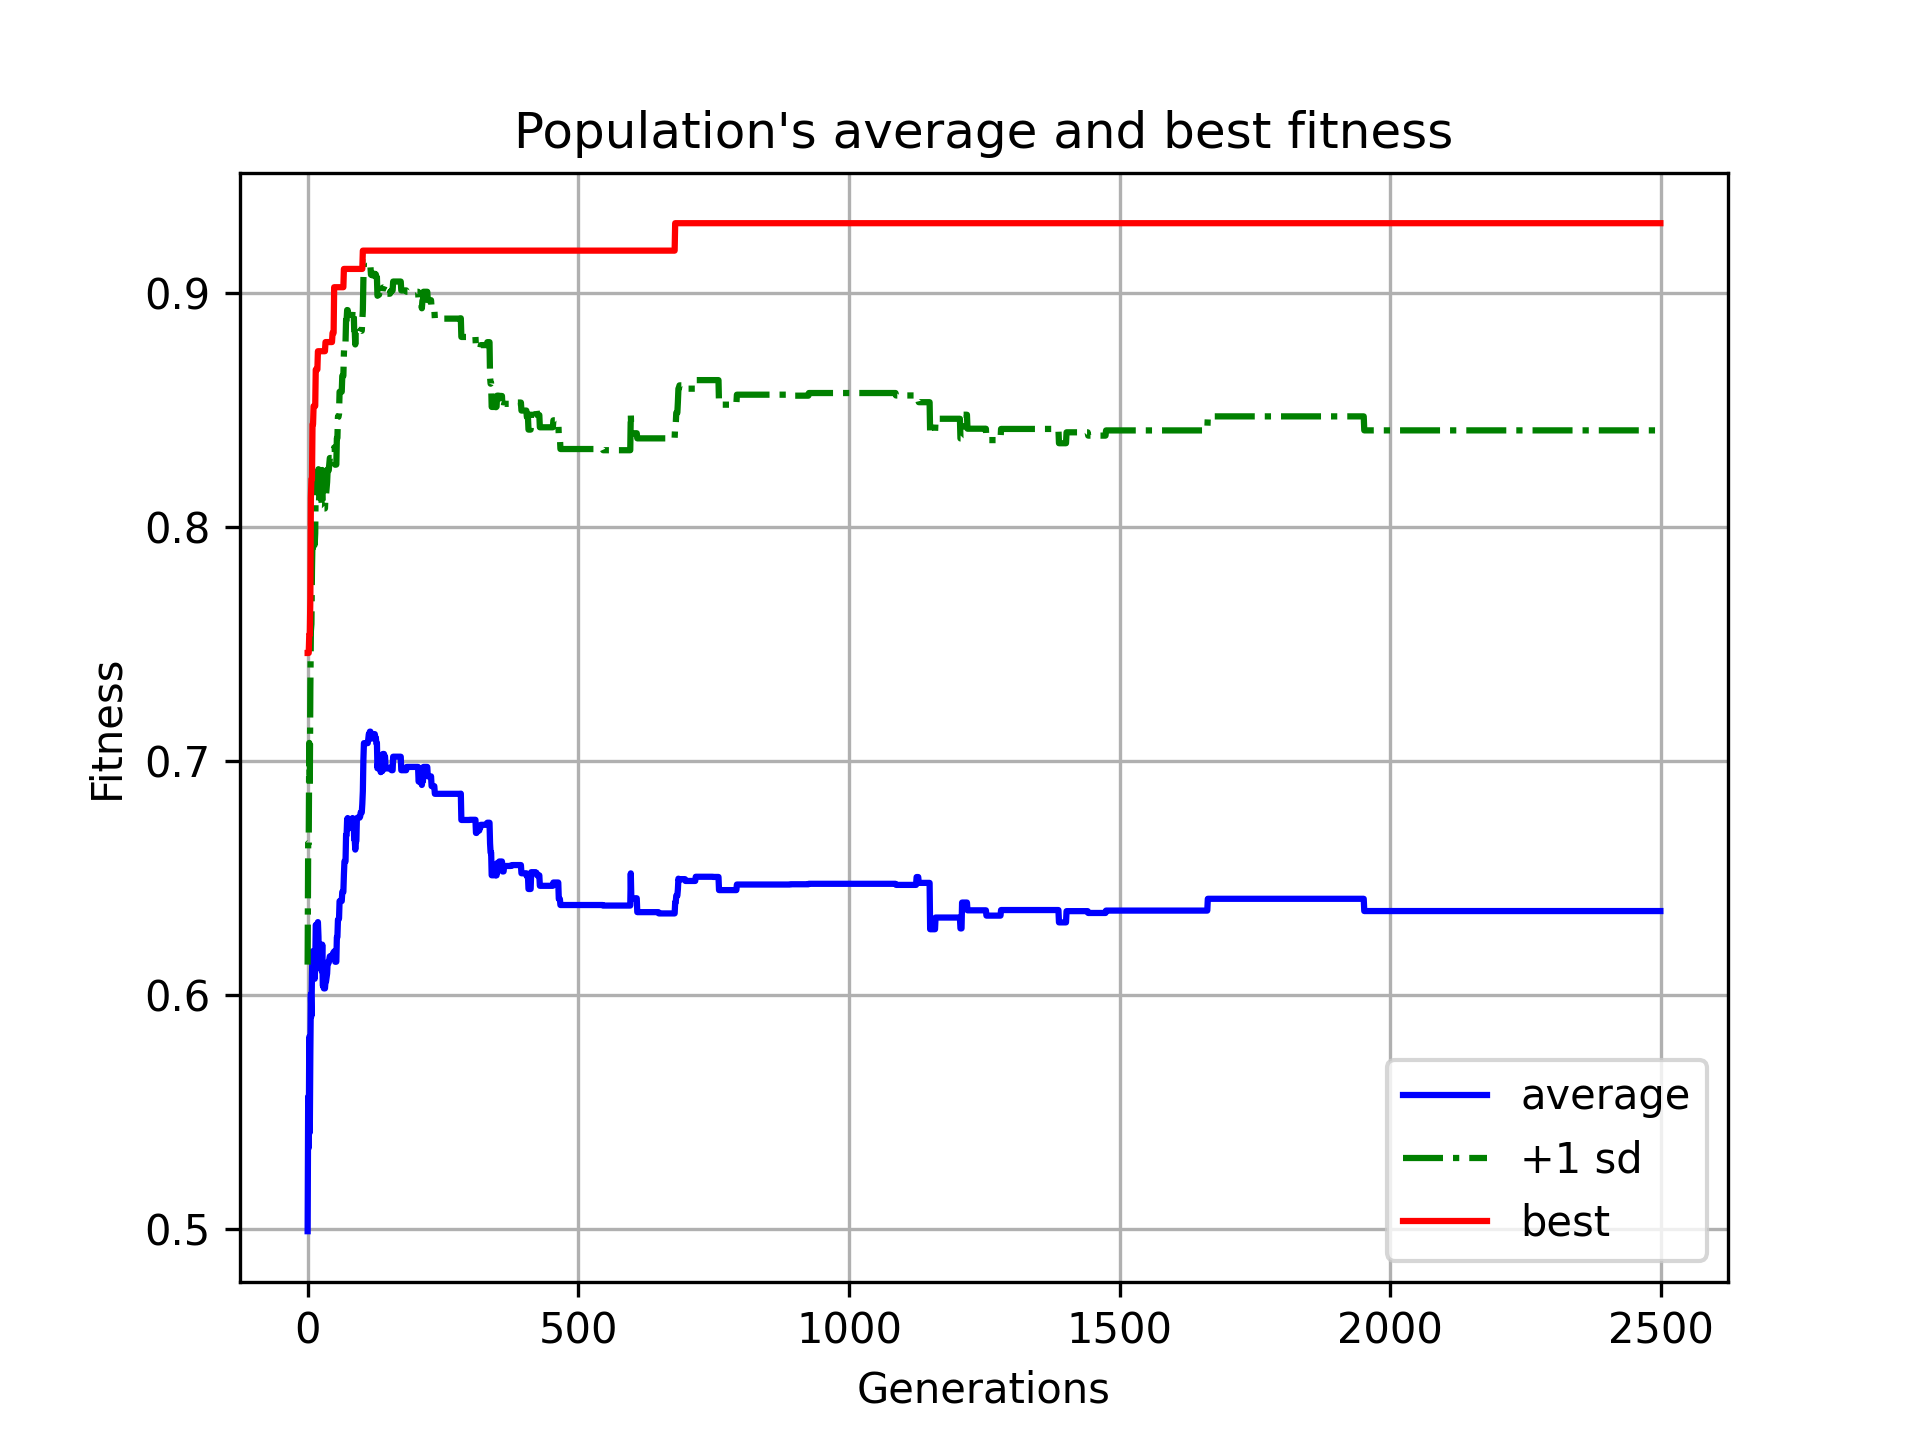 Population's average and best fitness
Fitness
0.9
0.8
0.7
0.6
0.5
0 500 1000 1500 2000 2500
Generations
average
+1 sd
best